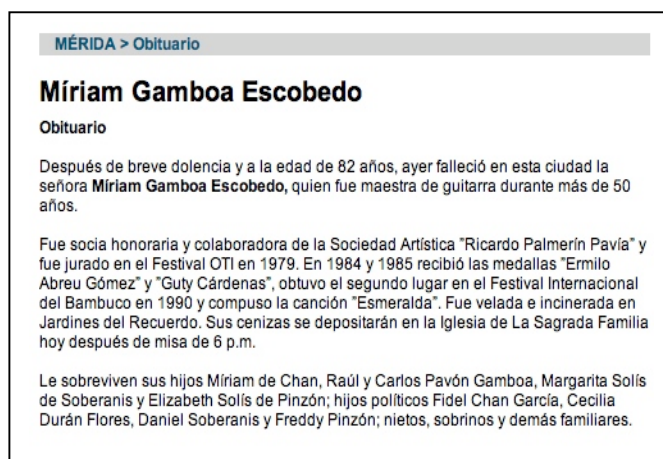 MÉRIDA > Obituario
Míriam Gamboa Escobedo
Obituario
Después de breve dolencia y a la edad de 82 años, ayer falleció en esta ciudad la
señora Míriam Gamboa Escobedo, quien fue maestra de guitarra durante más de 50
años.
Fue socia honoraria y colaboradora de la Sociedad Artística "Ricardo Palmerín Pavía" y
fue jurado en el Festival OTI en 1979. En 1984 y 1985 recibió las medallas "Ermilo
Abreu Gómez" y "Guty Cárdenas", obtuvo el segundo lugar en el Festival Internacional
del Bambuco en 1990 y compuso la canción "Esmeralda". Fue velada e incinerada en
Jardines del Recuerdo. Sus cenizas se depositarán en la Iglesia de La Sagrada Familia
hoy después de misa de 6 p.m.
Le sobreviven sus hijos Míriam de Chan, Raúl y Carlos Pavón Gamboa, Margarita Solís
de Soberanis y Elizabeth Solís de Pinzón; hijos políticos Fidel Chan García, Cecilia
Durán Flores, Daniel Soberanis y Freddy Pinzón; nietos, sobrinos y demás familiares.